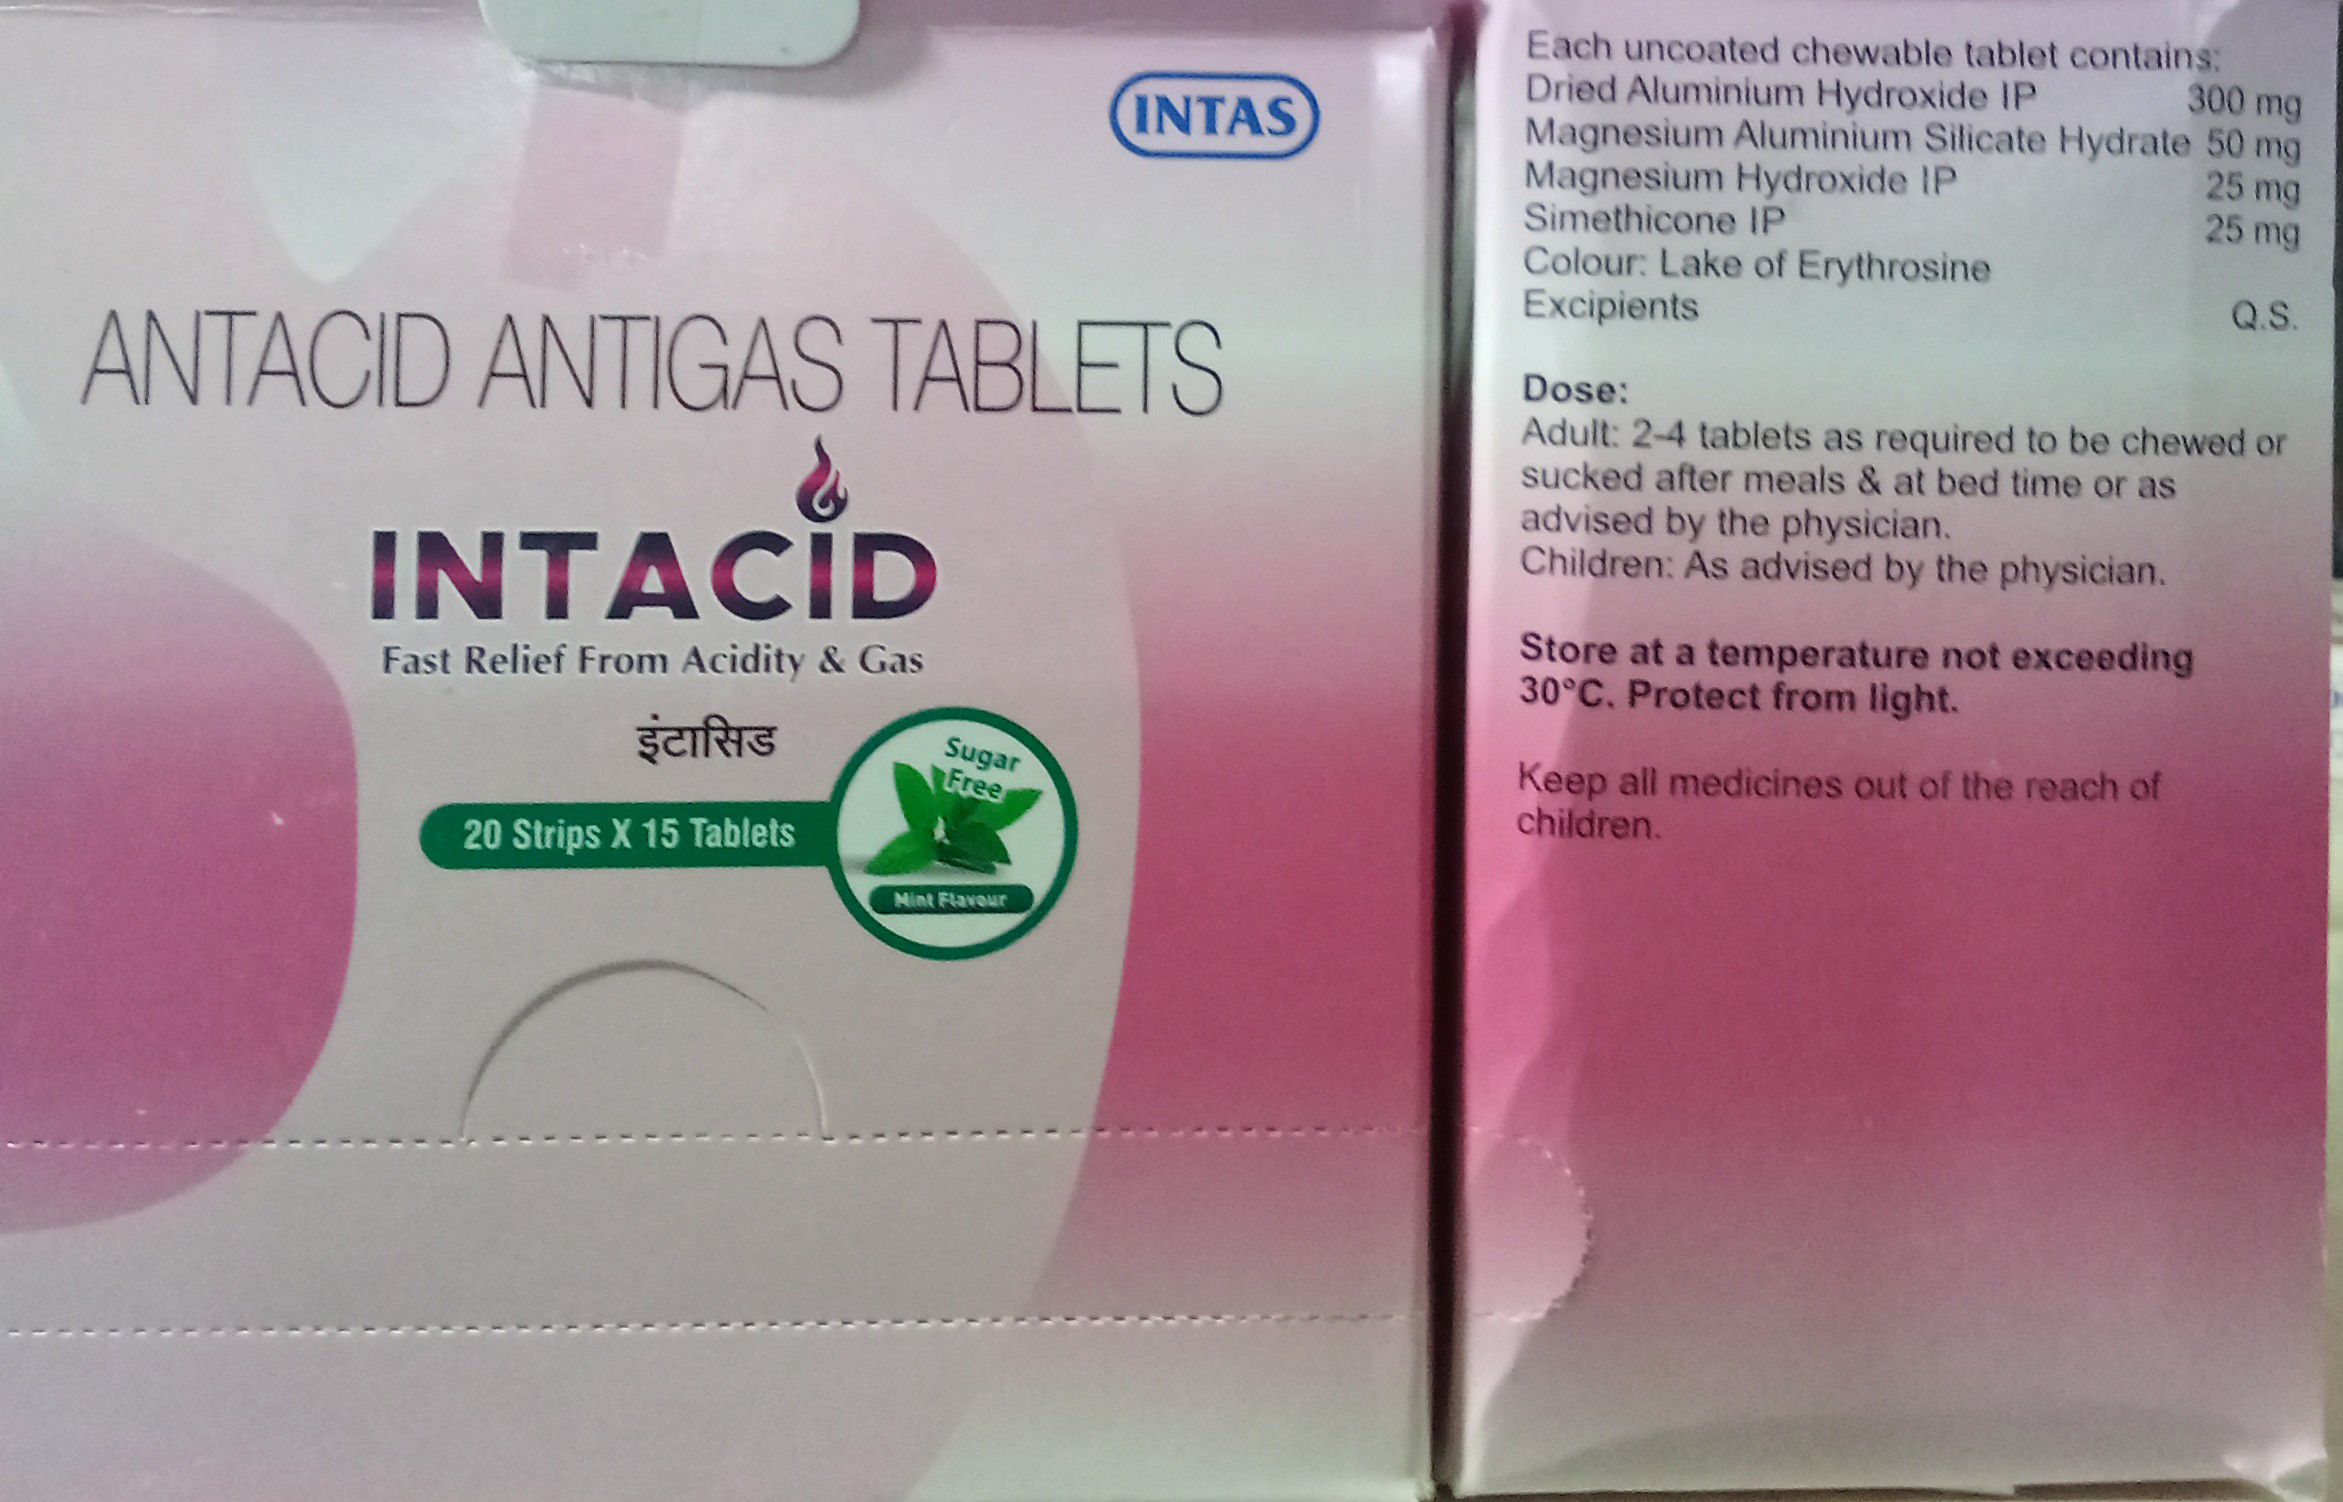 INTAS
ANTACID ANTIGAS TABLETS
INTACID
Fast Relief From Acidity & Gas
इंटासिड
20 Strips X 15 Tablets
Sugar
Free
Mint Flavour
Each uncoated chewable tablet contains:
Dried Aluminium Hydroxide IP 300 mg
Magnesium Aluminium Silicate Hydrate 50 mg
Magnesium Hydroxide IP 25 mg
Simethicone IP 25 mg
Colour: Lake of Erythrosine
Excipients Q.S.
Dose:
Adult: 2-4 tablets as required to be chewed or
sucked after meals & at bed time or as
advised by the physician.
Children: As advised by the physician.
Store at a temperature not exceeding
30°C. Protect from light.
Keep all medicines out of the reach of
children.